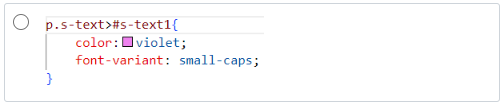 p.s-text>#s-text1{
color:violet;
font-variant: small-caps;
}